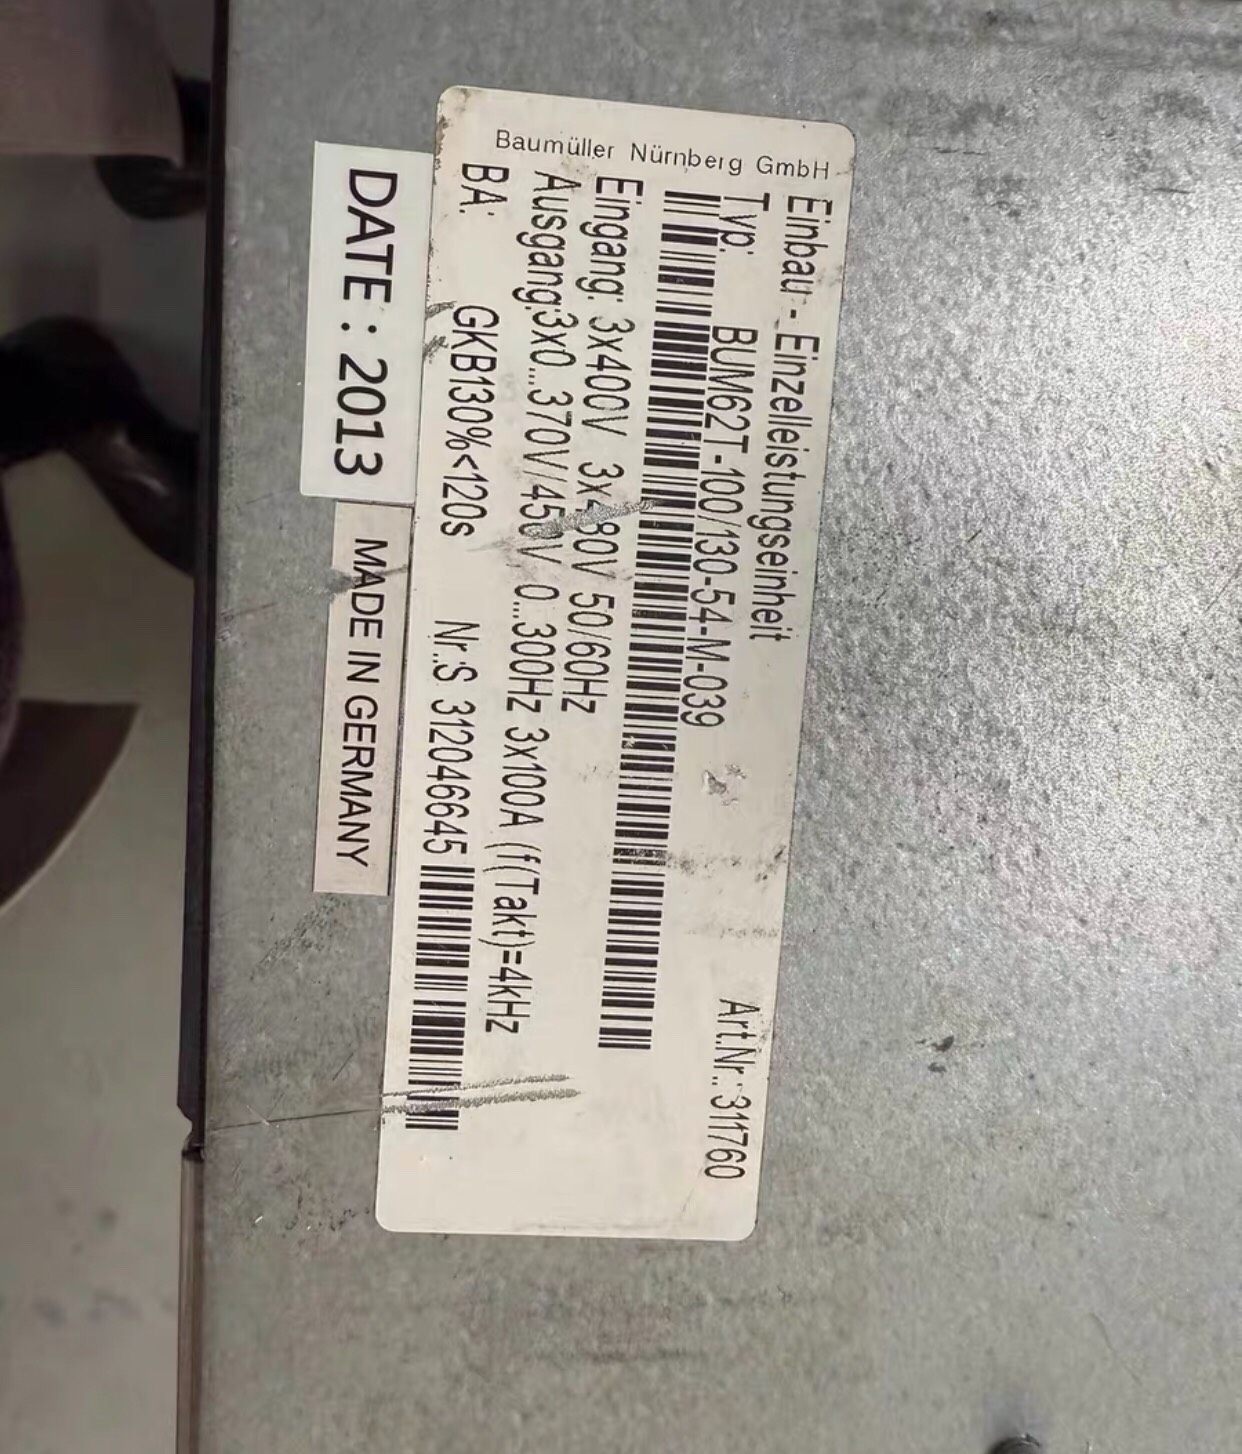 Baumüller Nürnberg GmbH
Einbau - Einzelleistungseinheit
Typ: BUM62T-100/130-54-M-039 Art.Nr.: 311760
Eingang: 3x400V 3x480V 50/60Hz
Ausgang:3x0...370V/450V 0...300Hz 3x100A (f(Takt)=4kHz
BA: GKB130%<120s Nr.:S 312046645
DATE : 2013
MADE IN GERMANY